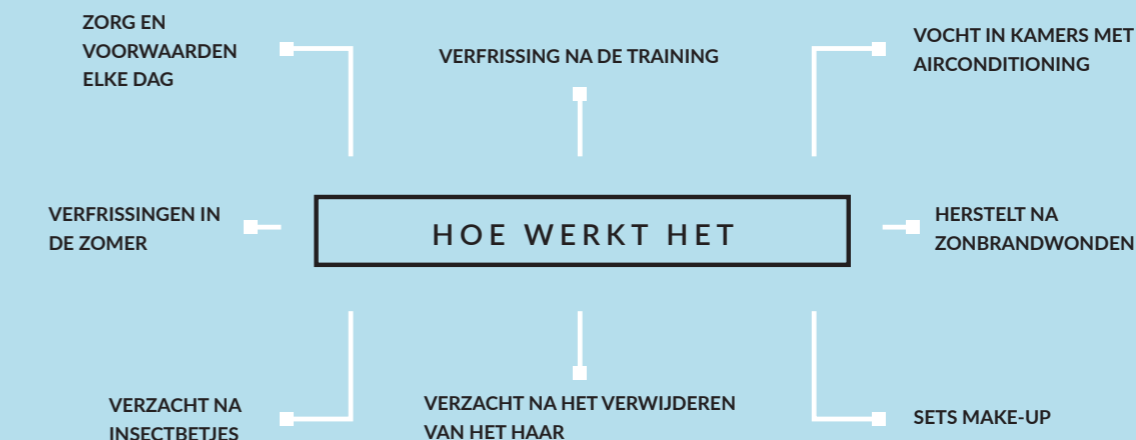 ZORG EN
VOORWAARDEN
ELKE DAG
VERFRISSING NA DE TRAINING
VOCHT IN KAMERS MET
AIRCONDITIONING
VERFRISSINGEN IN
DE ZOMER
HOE WERKT HET
HERSTELT NA
ZONBRANDWONDEN
VERZACHT NA
INSECTBETJES
VERZACHT NA HET VERWIJDEREN
VAN HET HAAR
SETS MAKE-UP